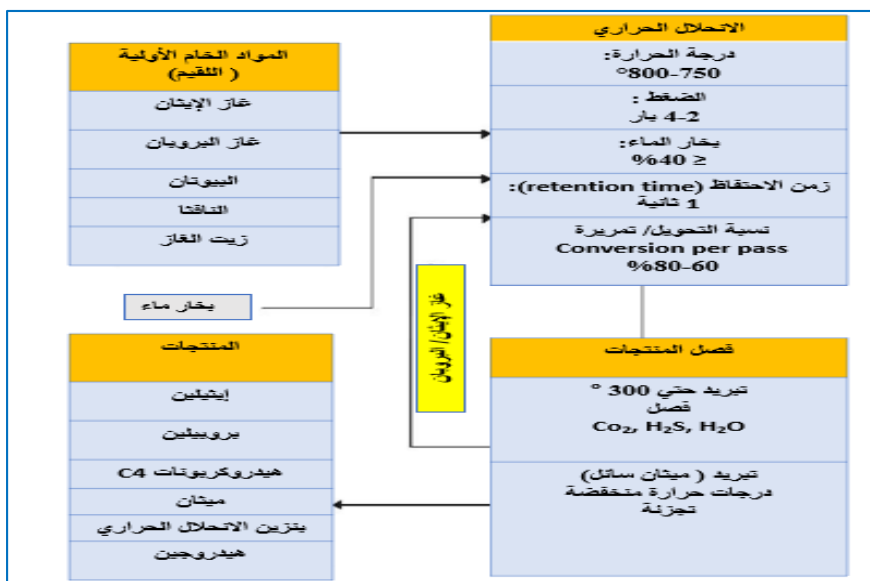 المواد الخام الأولية
( اللقيم)
غاز الإيثان
غاز البروبان
البيوتان
النافثا
زيت الغاز
بخار ماء
الانحلال الحراري
درجة الحرارة:
°800-750
الضغط :
4-2 بار
بخار الماء:
%40 ≥
زمن الاحتفاظ (retention time):
1 ثانية
نسبة التحويل/ تمريرة
Conversion per pass
%80-60
غاز الإيثان/ البروبان
فصل المنتجات
تبريد حتي 300 °
فصل
Co₂, H₂S, H₂O
تبريد ( ميثان سائل)
درجات حرارة منخفضة
تجزئة
المنتجات
إيثيلين
بروبيلين
هيدروكربونات C4
ميثان
بنزين الانحلال الحراري
هيدروجين